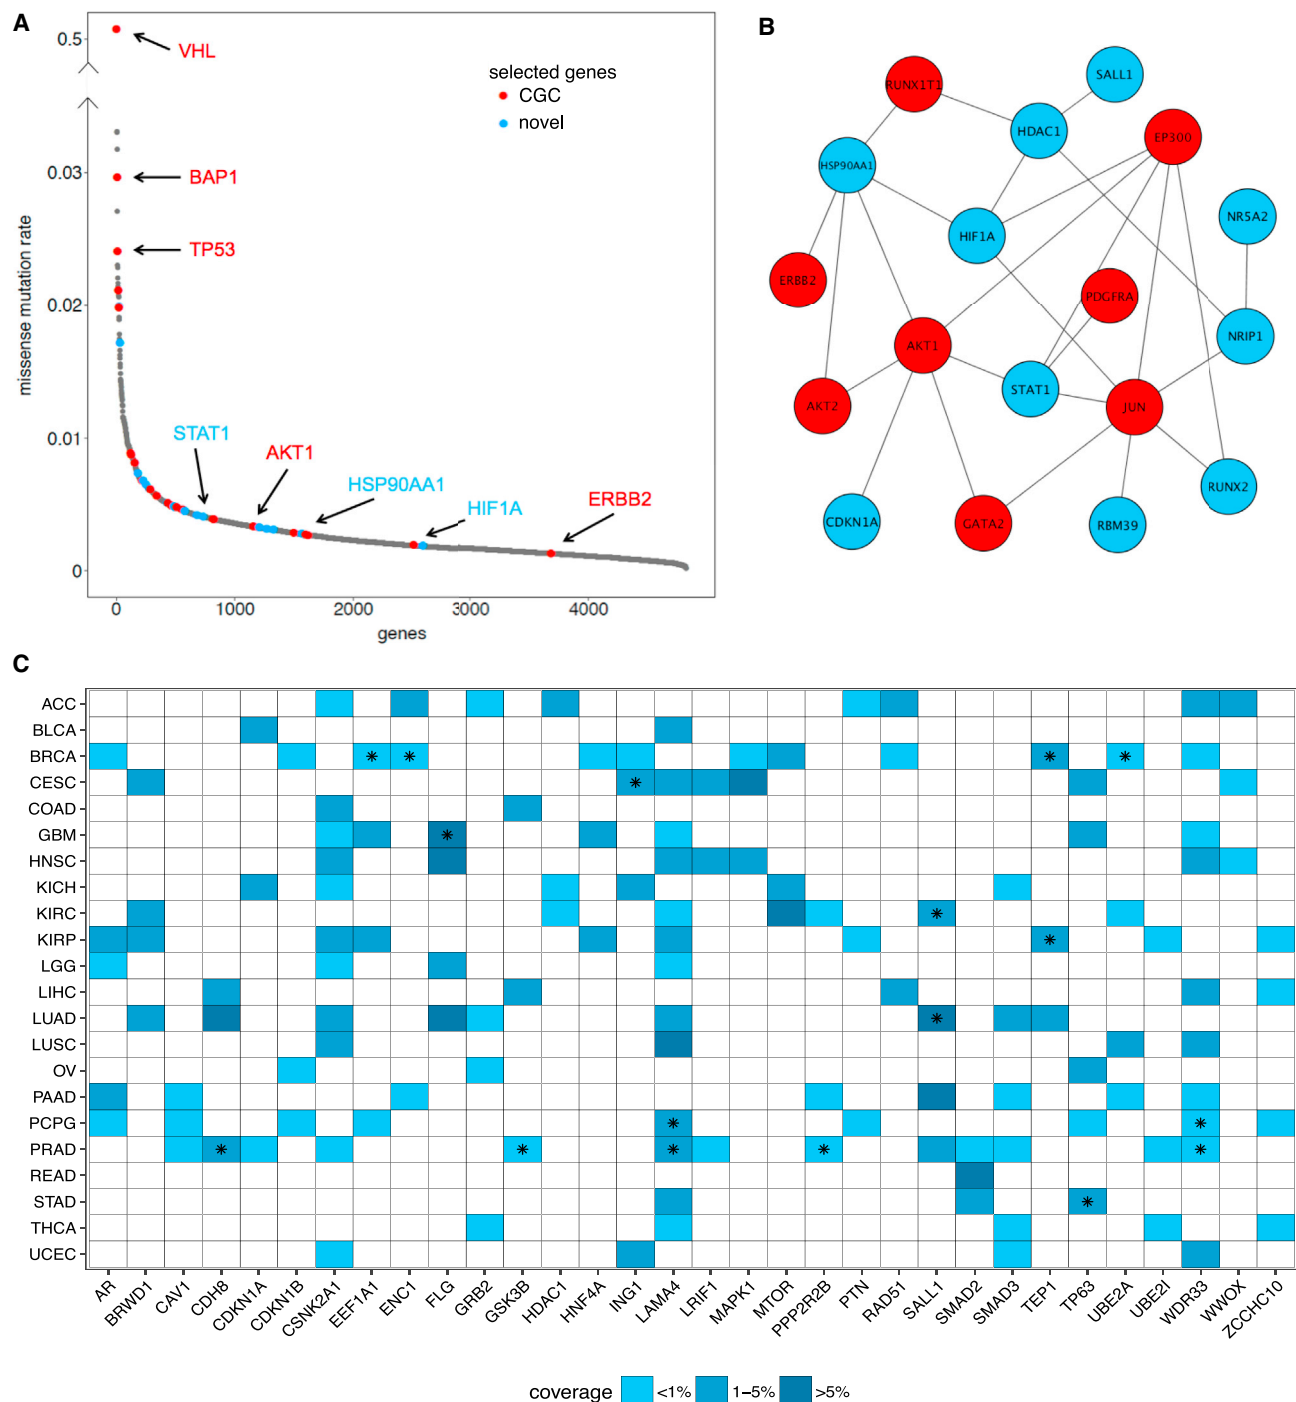 A
0.5
VHL
selected genes
CGC
novel
0.03
BAP1
TP53
0.02
missense mutation rate
0.01
STAT1
AKT1
HSP90AA1
HIF1A
ERBB2
0
0
1000
2000
3000
4000
genes
B
RUNX1T1
SALL1
HDAC1
EP300
HSP90AA1
NR5A2
HIF1A
ERBB2
PDGFRA
AKT1
NRIP1
STAT1
AKT2
JUN
RUNX2
CDKN1A
GATA2
RBM39
C
ACC
BLCA
BRCA
CESC
COAD
GBM
HNSC
KICH
KIRC
KIRP
LGG
LIHC
LUAD
LUSC
OV
PAAD
PCPG
PRAD
READ
STAD
THCA
UCEC
AR
BRWD1
CAV1
CDH8
CDKN1A
CDKN1B
CSNK2A1
EEF1A1
ENC1
FLG
GRB2
GSK3B
HDAC1
HNF4A
ING1
LAMA4
LRIF1
MAPK1
MTOR
PPP2R2B
PTN
RAD51
SALL1
SMAD2
SMAD3
TEP1
TP63
UBE2A
UBE2I
WDR33
WWOX
ZCCHC10
coverage <1% 1–5% >5%